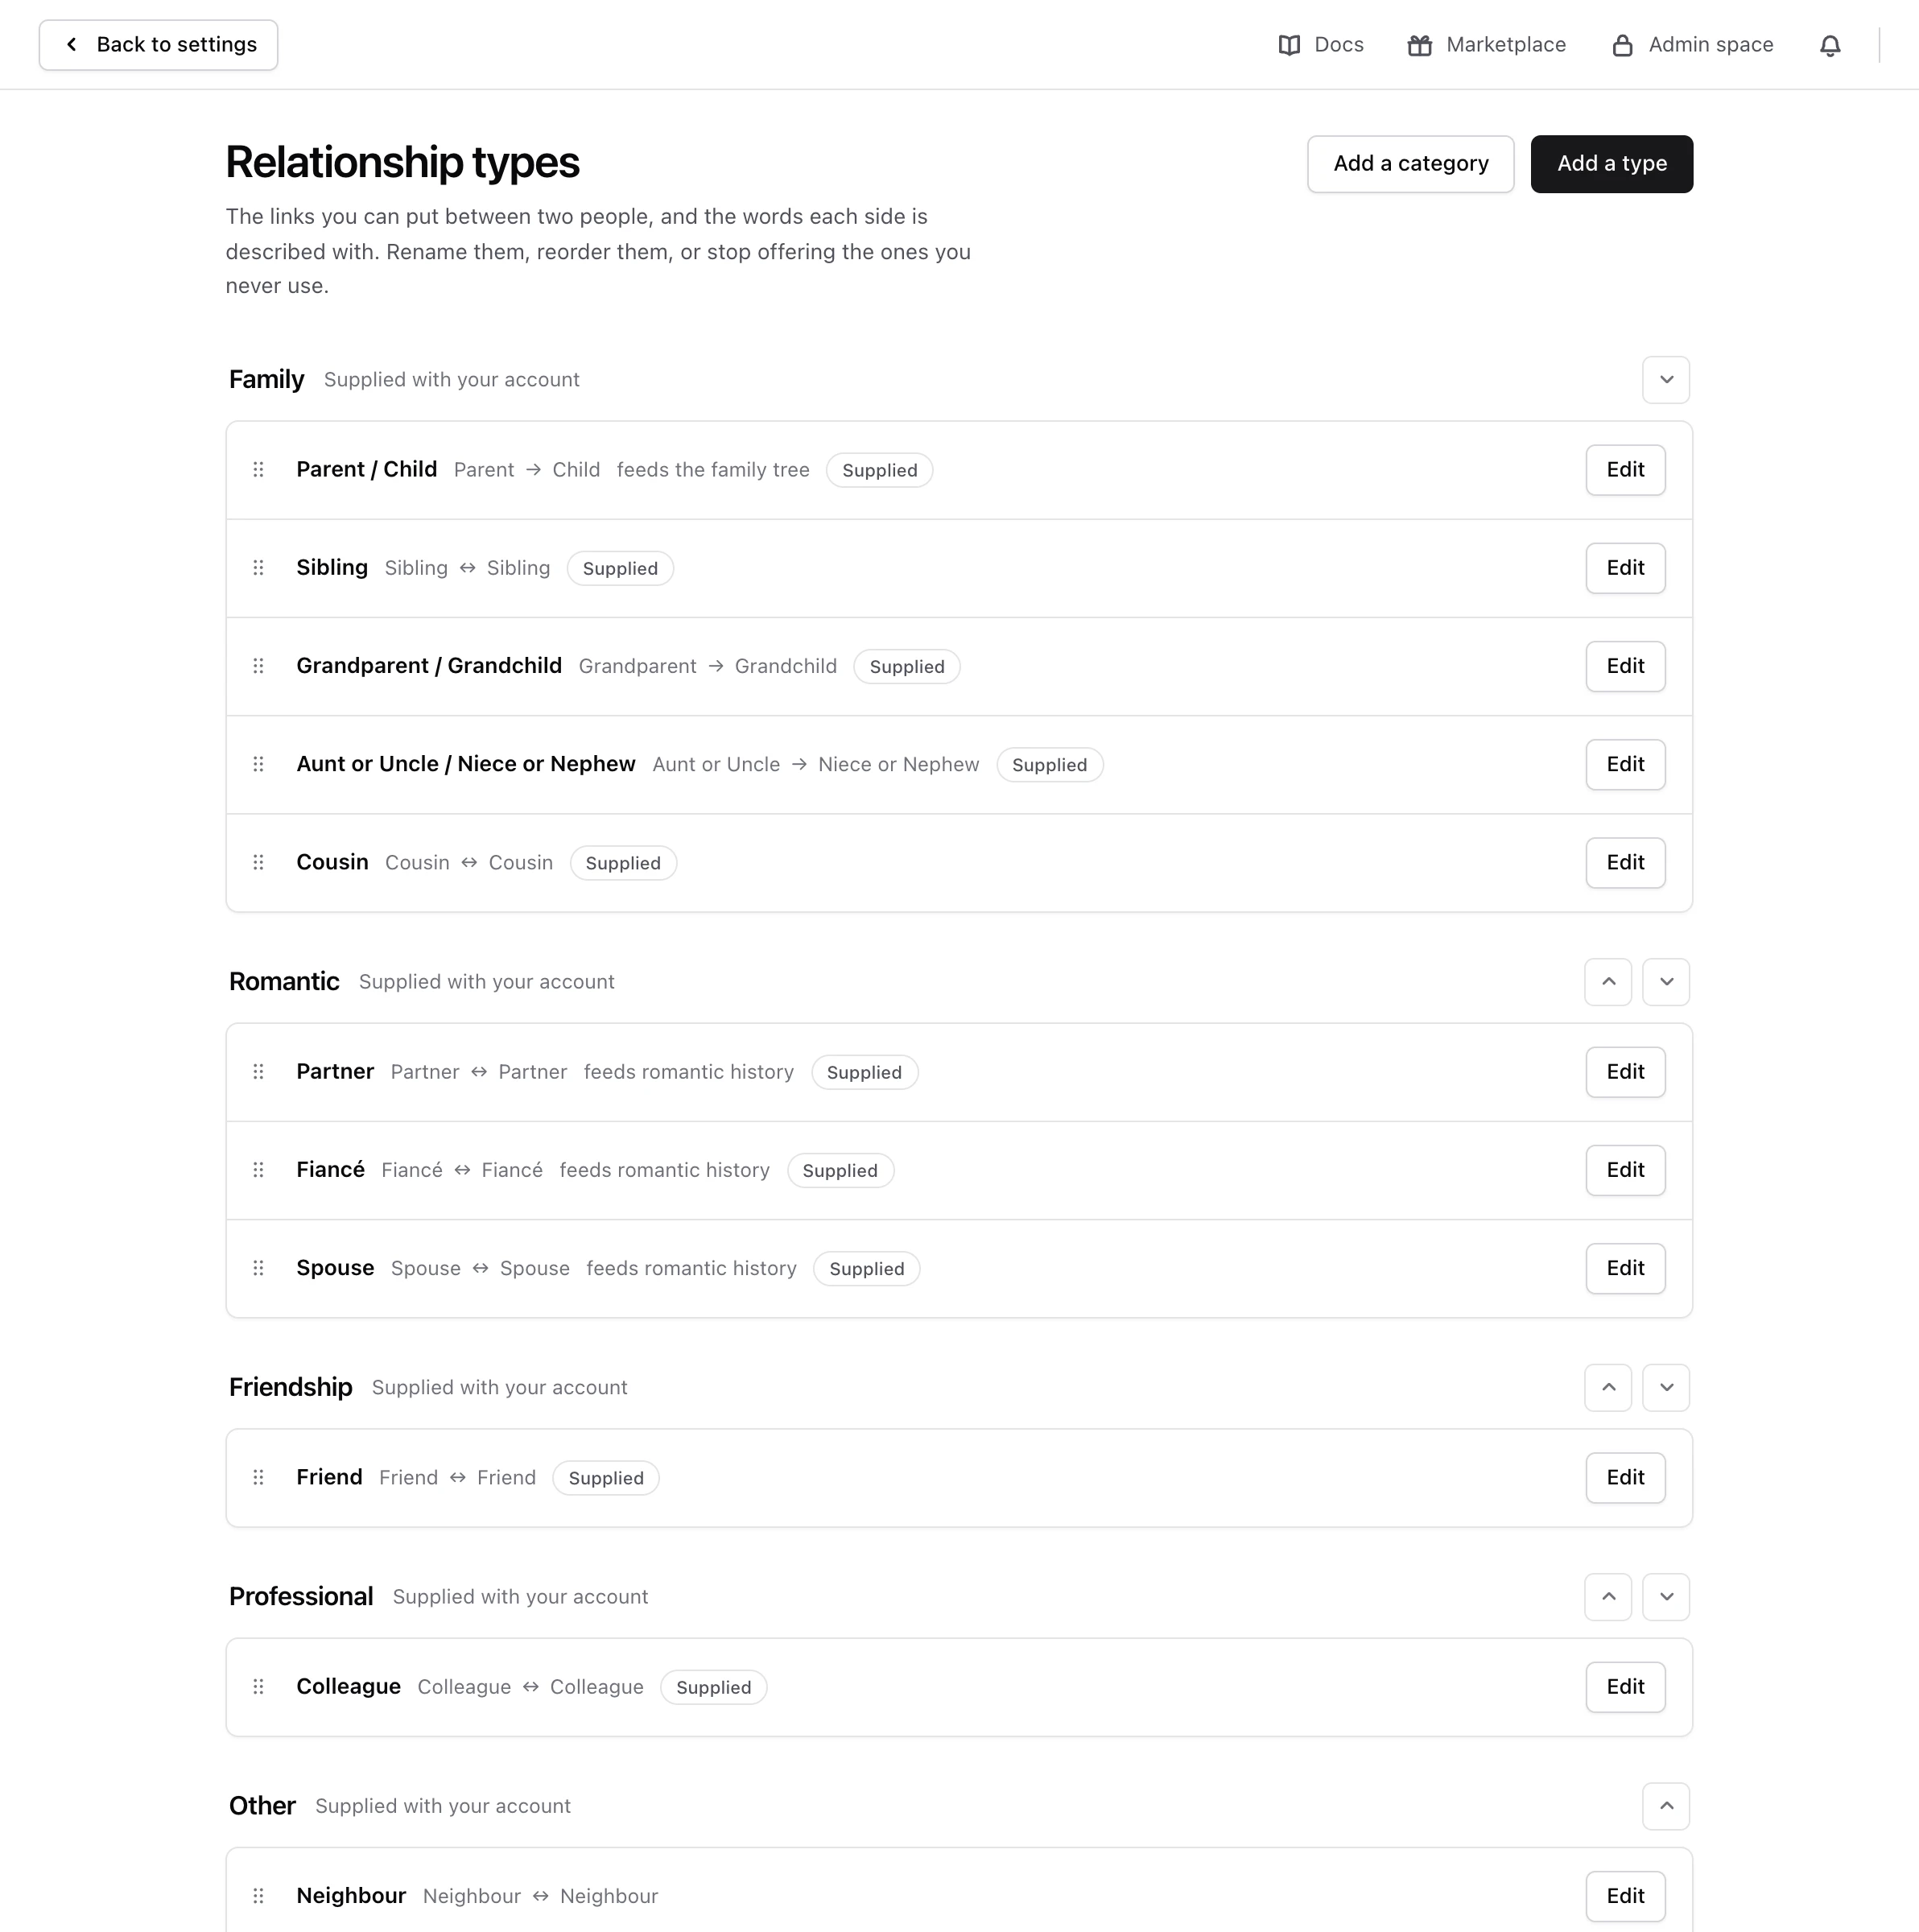 Back to settings
Docs
Marketplace
Admin space
Relationship types
Add a category
Add a type
The links you can put between two people, and the words each side is
described with. Rename them, reorder them, or stop offering the ones you
never use.
Family Supplied with your account
Parent / Child Parent → Child feeds the family tree Supplied Edit
Sibling Sibling ↔ Sibling Supplied Edit
Grandparent / Grandchild Grandparent → Grandchild Supplied Edit
Aunt or Uncle / Niece or Nephew Aunt or Uncle → Niece or Nephew Supplied Edit
Cousin Cousin ↔ Cousin Supplied Edit
Romantic Supplied with your account
Partner Partner ↔ Partner feeds romantic history Supplied Edit
Fiancé Fiancé ↔ Fiancé feeds romantic history Supplied Edit
Spouse Spouse ↔ Spouse feeds romantic history Supplied Edit
Friendship Supplied with your account
Friend Friend ↔ Friend Supplied Edit
Professional Supplied with your account
Colleague Colleague ↔ Colleague Supplied Edit
Other Supplied with your account
Neighbour Neighbour ↔ Neighbour Edit